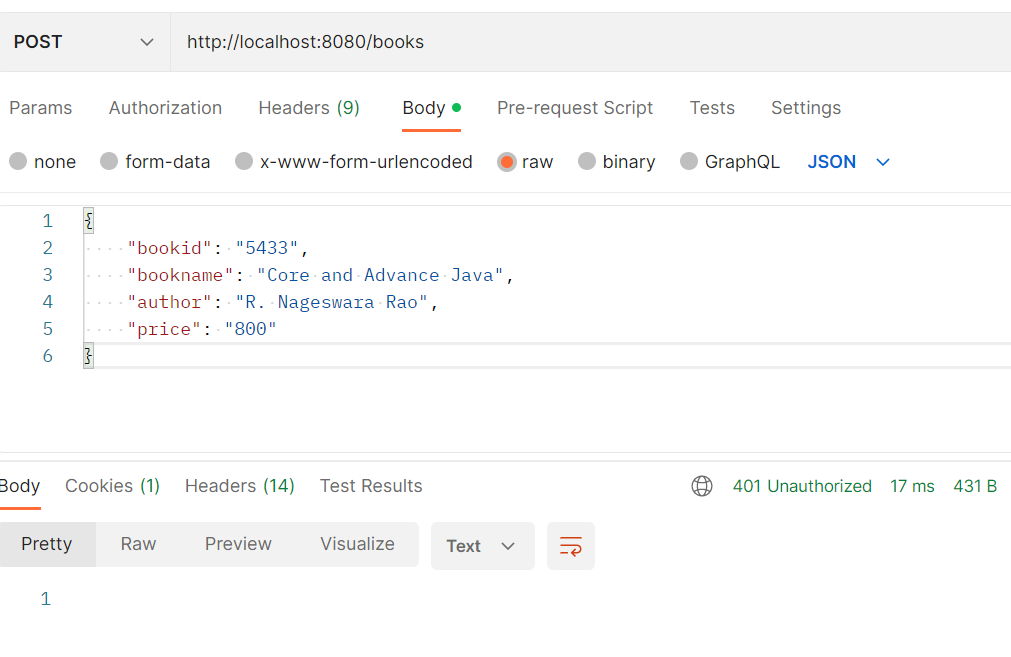 POST http://localhost:8080/books
Params Authorization Headers (9) Body Pre-request Script Tests Settings
none form-data x-www-form-urlencoded raw binary GraphQL JSON
1 {
2 "bookid": "5433",
3 "bookname": "Core and Advance Java",
4 "author": "R. Nageswara Rao",
5 "price": "800"
6 }
Body Cookies (1) Headers (14) Test Results 401 Unauthorized 17 ms 431 B
Pretty Raw Preview Visualize Text
1